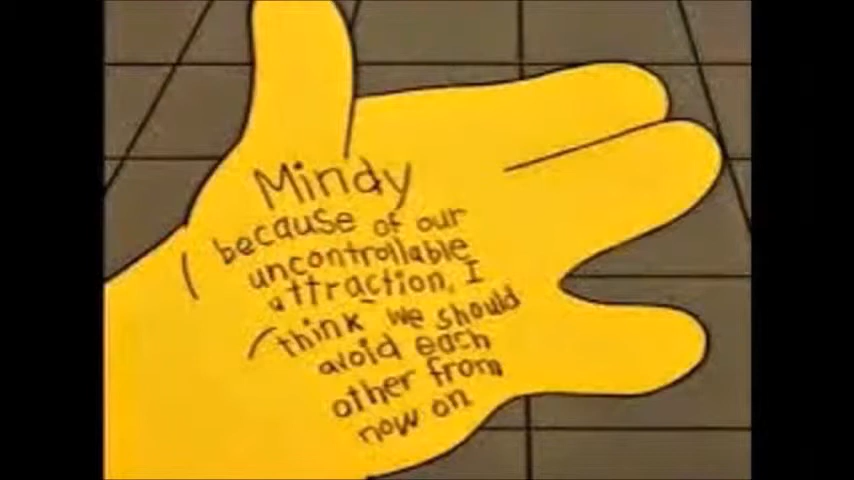 Mindy
because of our
uncontrollable
attraction, I
think we should
avoid each
other from
now on